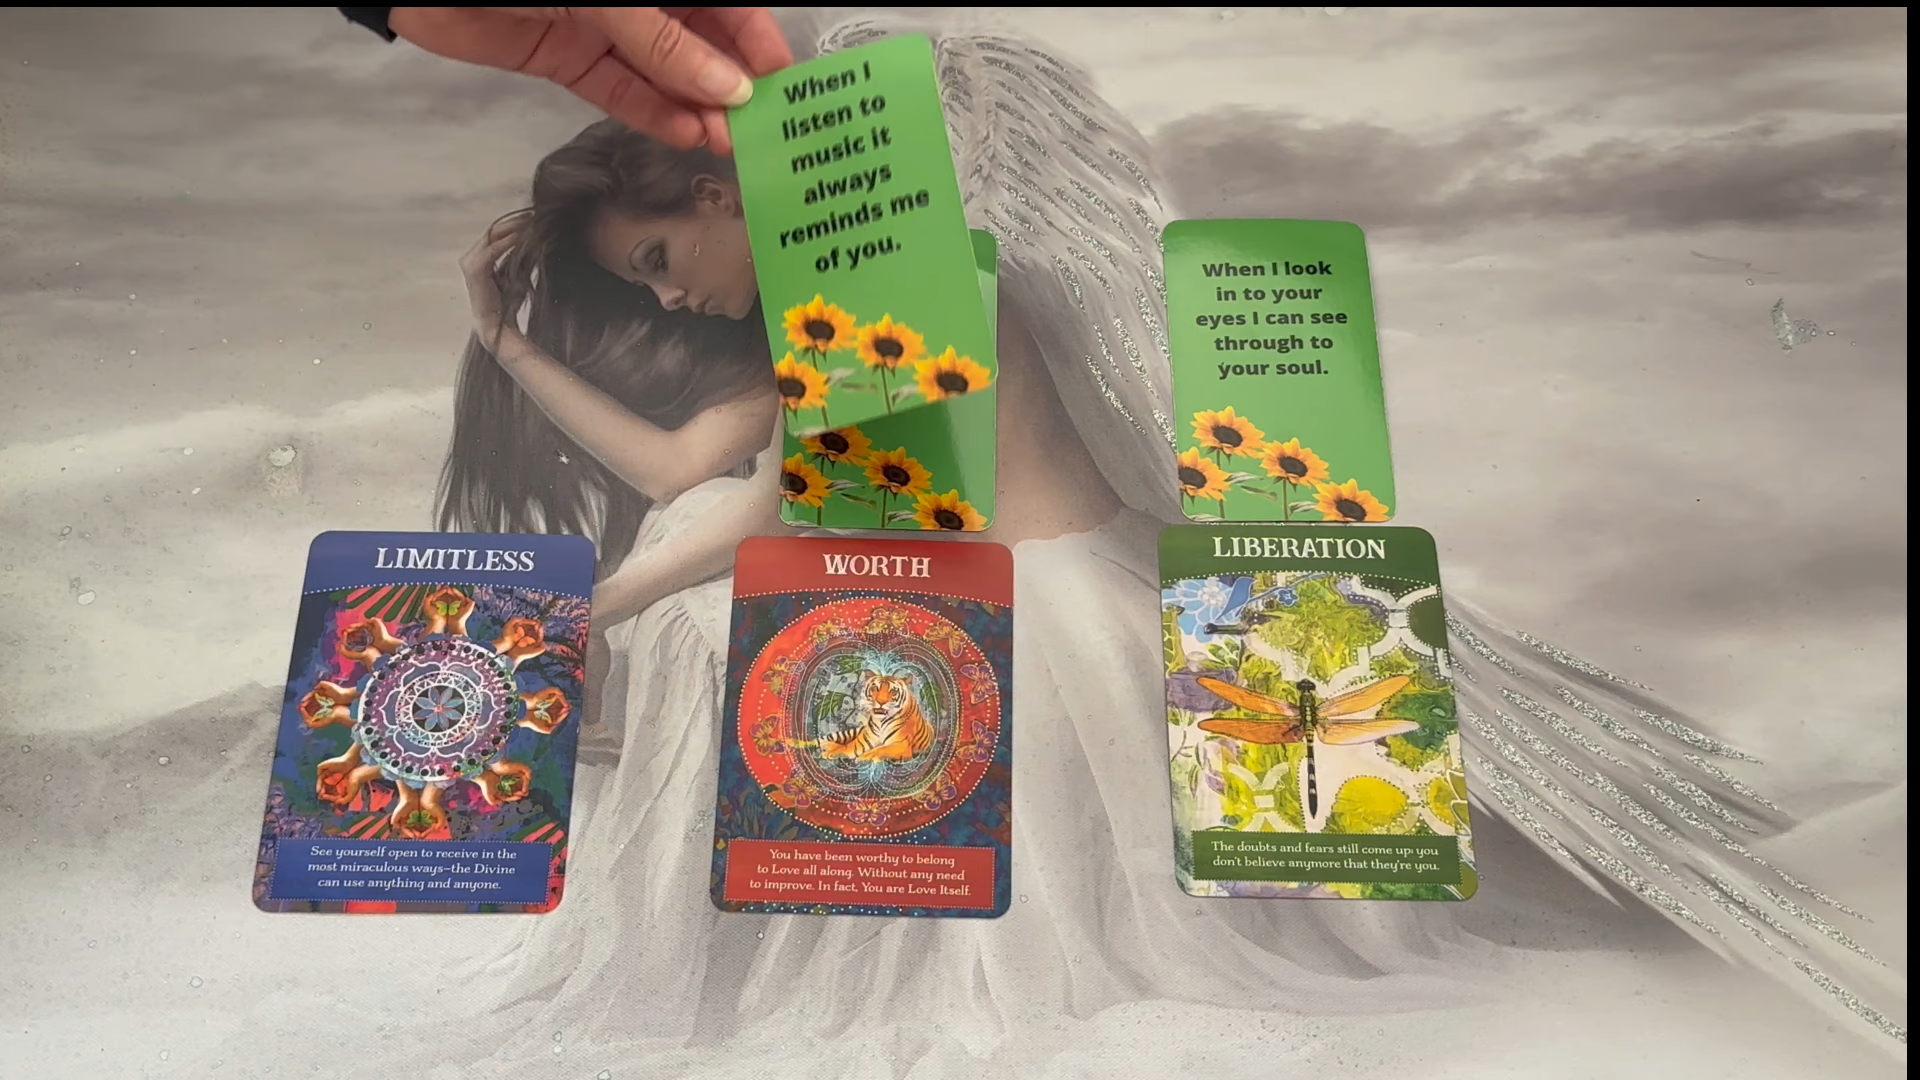 When I
listen to
music it
always
reminds me
of you.
When I look
in to your
eyes I can see
through to
your soul.
LIMITLESS
See yourself open to receive in the
most miraculous ways—the Divine
can use anything and anyone.
WORTH
You have been worthy to belong
to Love all along. Without any need
to improve. In fact, You are Love Itself.
LIBERATION
The doubts and fears still come up; you
don't believe anymore that they're you.